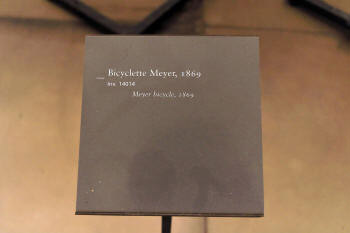 Bicyclette Meyer, 1869
Inv. 14014
Meyer bicycle, 1869